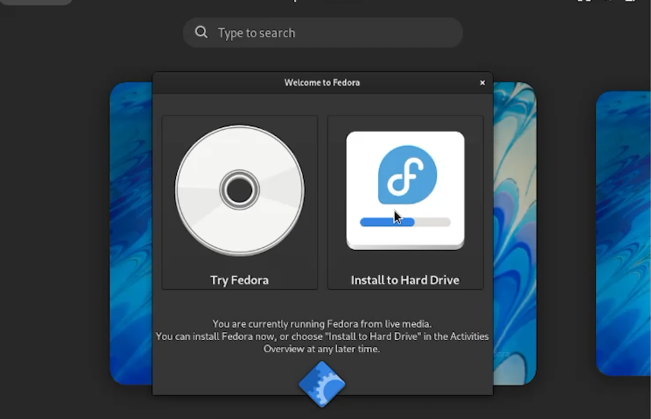 Type to search
Welcome to Fedora
Try Fedora
Install to Hard Drive
You are currently running Fedora from live media.
You can install Fedora now, or choose "Install to Hard Drive" in the Activities
Overview at any later time.